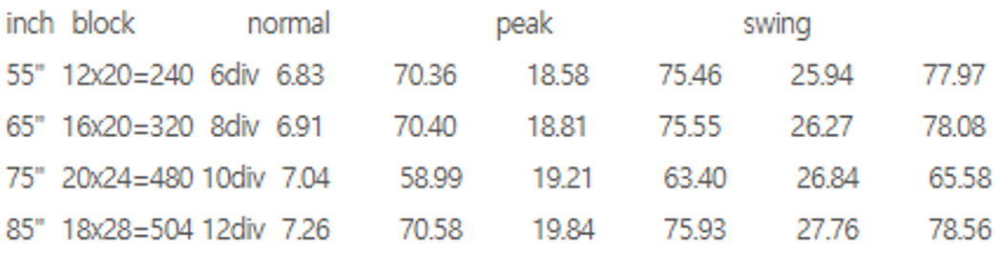 inch block normal peak swing
55" 12x20=240 6div 6.83 70.36 18.58 75.46 25.94 77.97
65" 16x20=320 8div 6.91 70.40 18.81 75.55 26.27 78.08
75" 20x24=480 10div 7.04 58.99 19.21 63.40 26.84 65.58
85" 18x28=504 12div 7.26 70.58 19.84 75.93 27.76 78.56